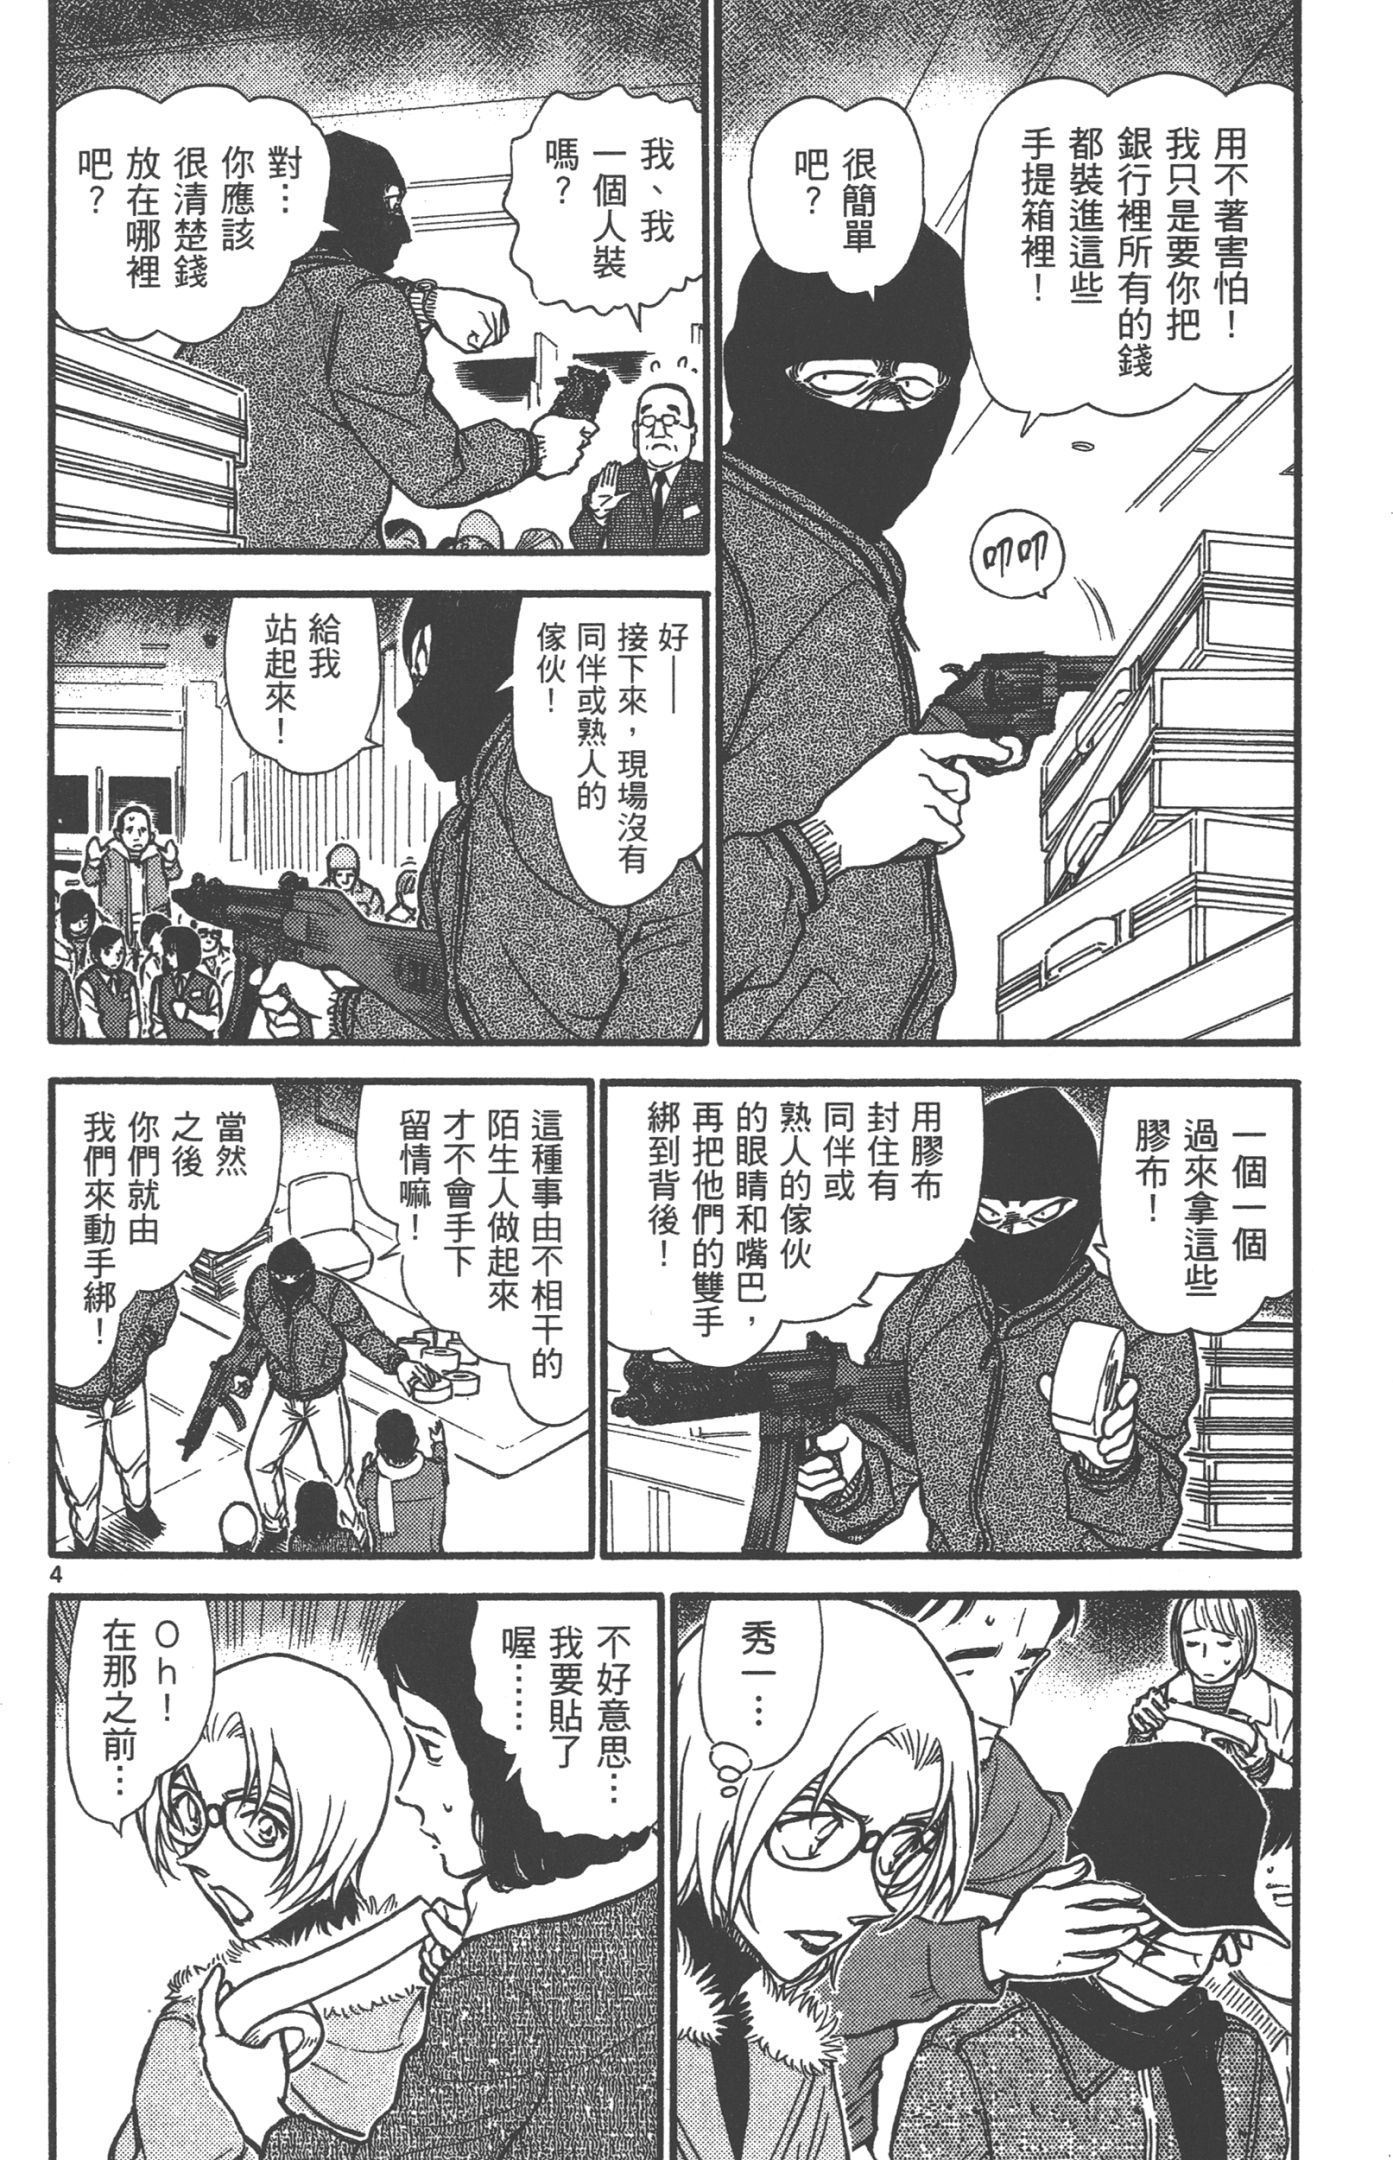 用不著害怕！
我只是要你把
銀行裡所有的錢
都裝進這些
手提箱裡！
很簡單
吧？
叩叩
我、我
一個人裝
嗎？
對…
你應該
很清楚錢
放在哪裡
吧？
好——
接下來，現場沒有
同伴或熟人的
傢伙！
給我
站起來！
一個一個
過來拿這些
膠布！
用膠布
封住有
同伴或
熟人的傢伙
的眼睛和嘴巴，
再把他們的雙手
綁到背後！
這種事由不相干的
陌生人做起來
才不會手下
留情嘛！
當然
之後
你們就由
我們來動手綁！
4
秀一…
不好意思…
我要貼了
喔……
Oh！
在那之前…